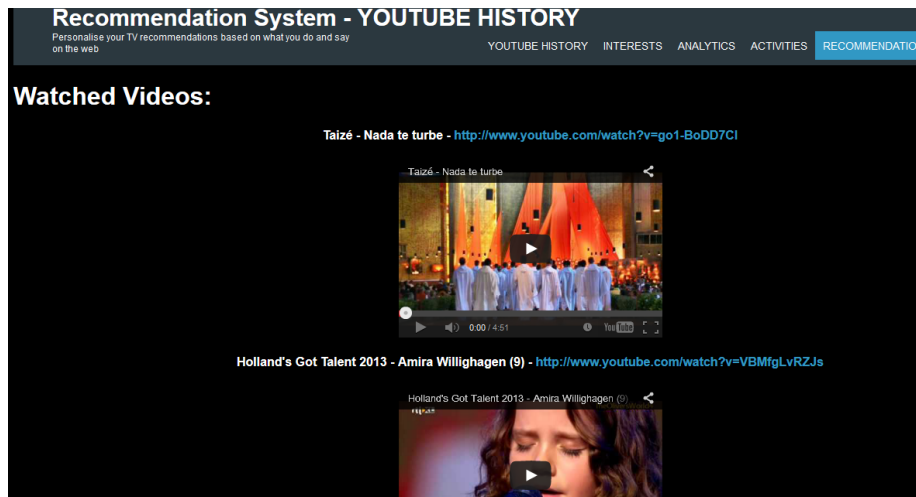 Recommendation System - YOUTUBE HISTORY
Personalise your TV recommendations based on what you do and say
on the web
YOUTUBE HISTORY INTERESTS ANALYTICS ACTIVITIES RECOMMENDATIO
Watched Videos:
Taizé - Nada te turbe - http://www.youtube.com/watch?v=go1-BoDD7CI
Taizé - Nada te turbe
0:00 / 4:51 YouTube
Holland's Got Talent 2013 - Amira Willighagen (9) - http://www.youtube.com/watch?v=VBMfgLvRZJs
Holland's Got Talent 2013 - Amira Willighagen (9)